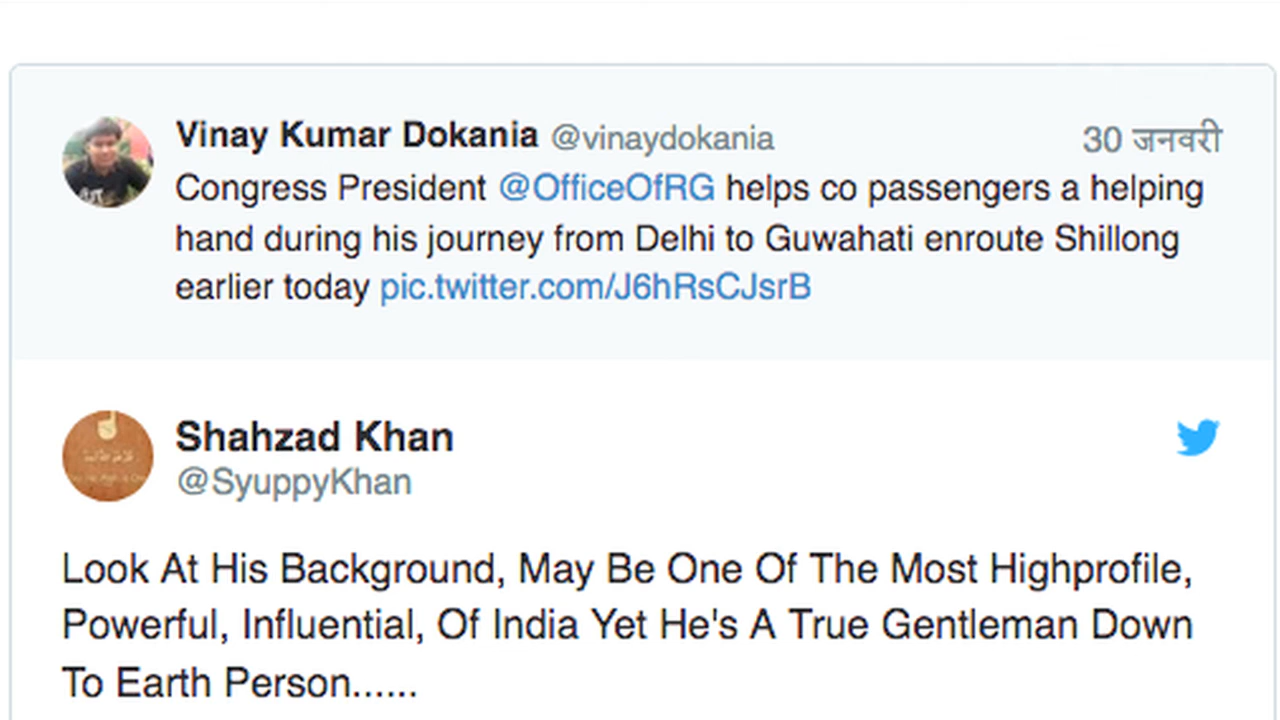 Vinay Kumar Dokania @vinaydokania 30 जनवरी
Congress President @OfficeOfRG helps co passengers a helping
hand during his journey from Delhi to Guwahati enroute Shillong
earlier today pic.twitter.com/J6hRsCJsrB
Shahzad Khan
@SyuppyKhan
Look At His Background, May Be One Of The Most Highprofile,
Powerful, Influential, Of India Yet He's A True Gentleman Down
To Earth Person......